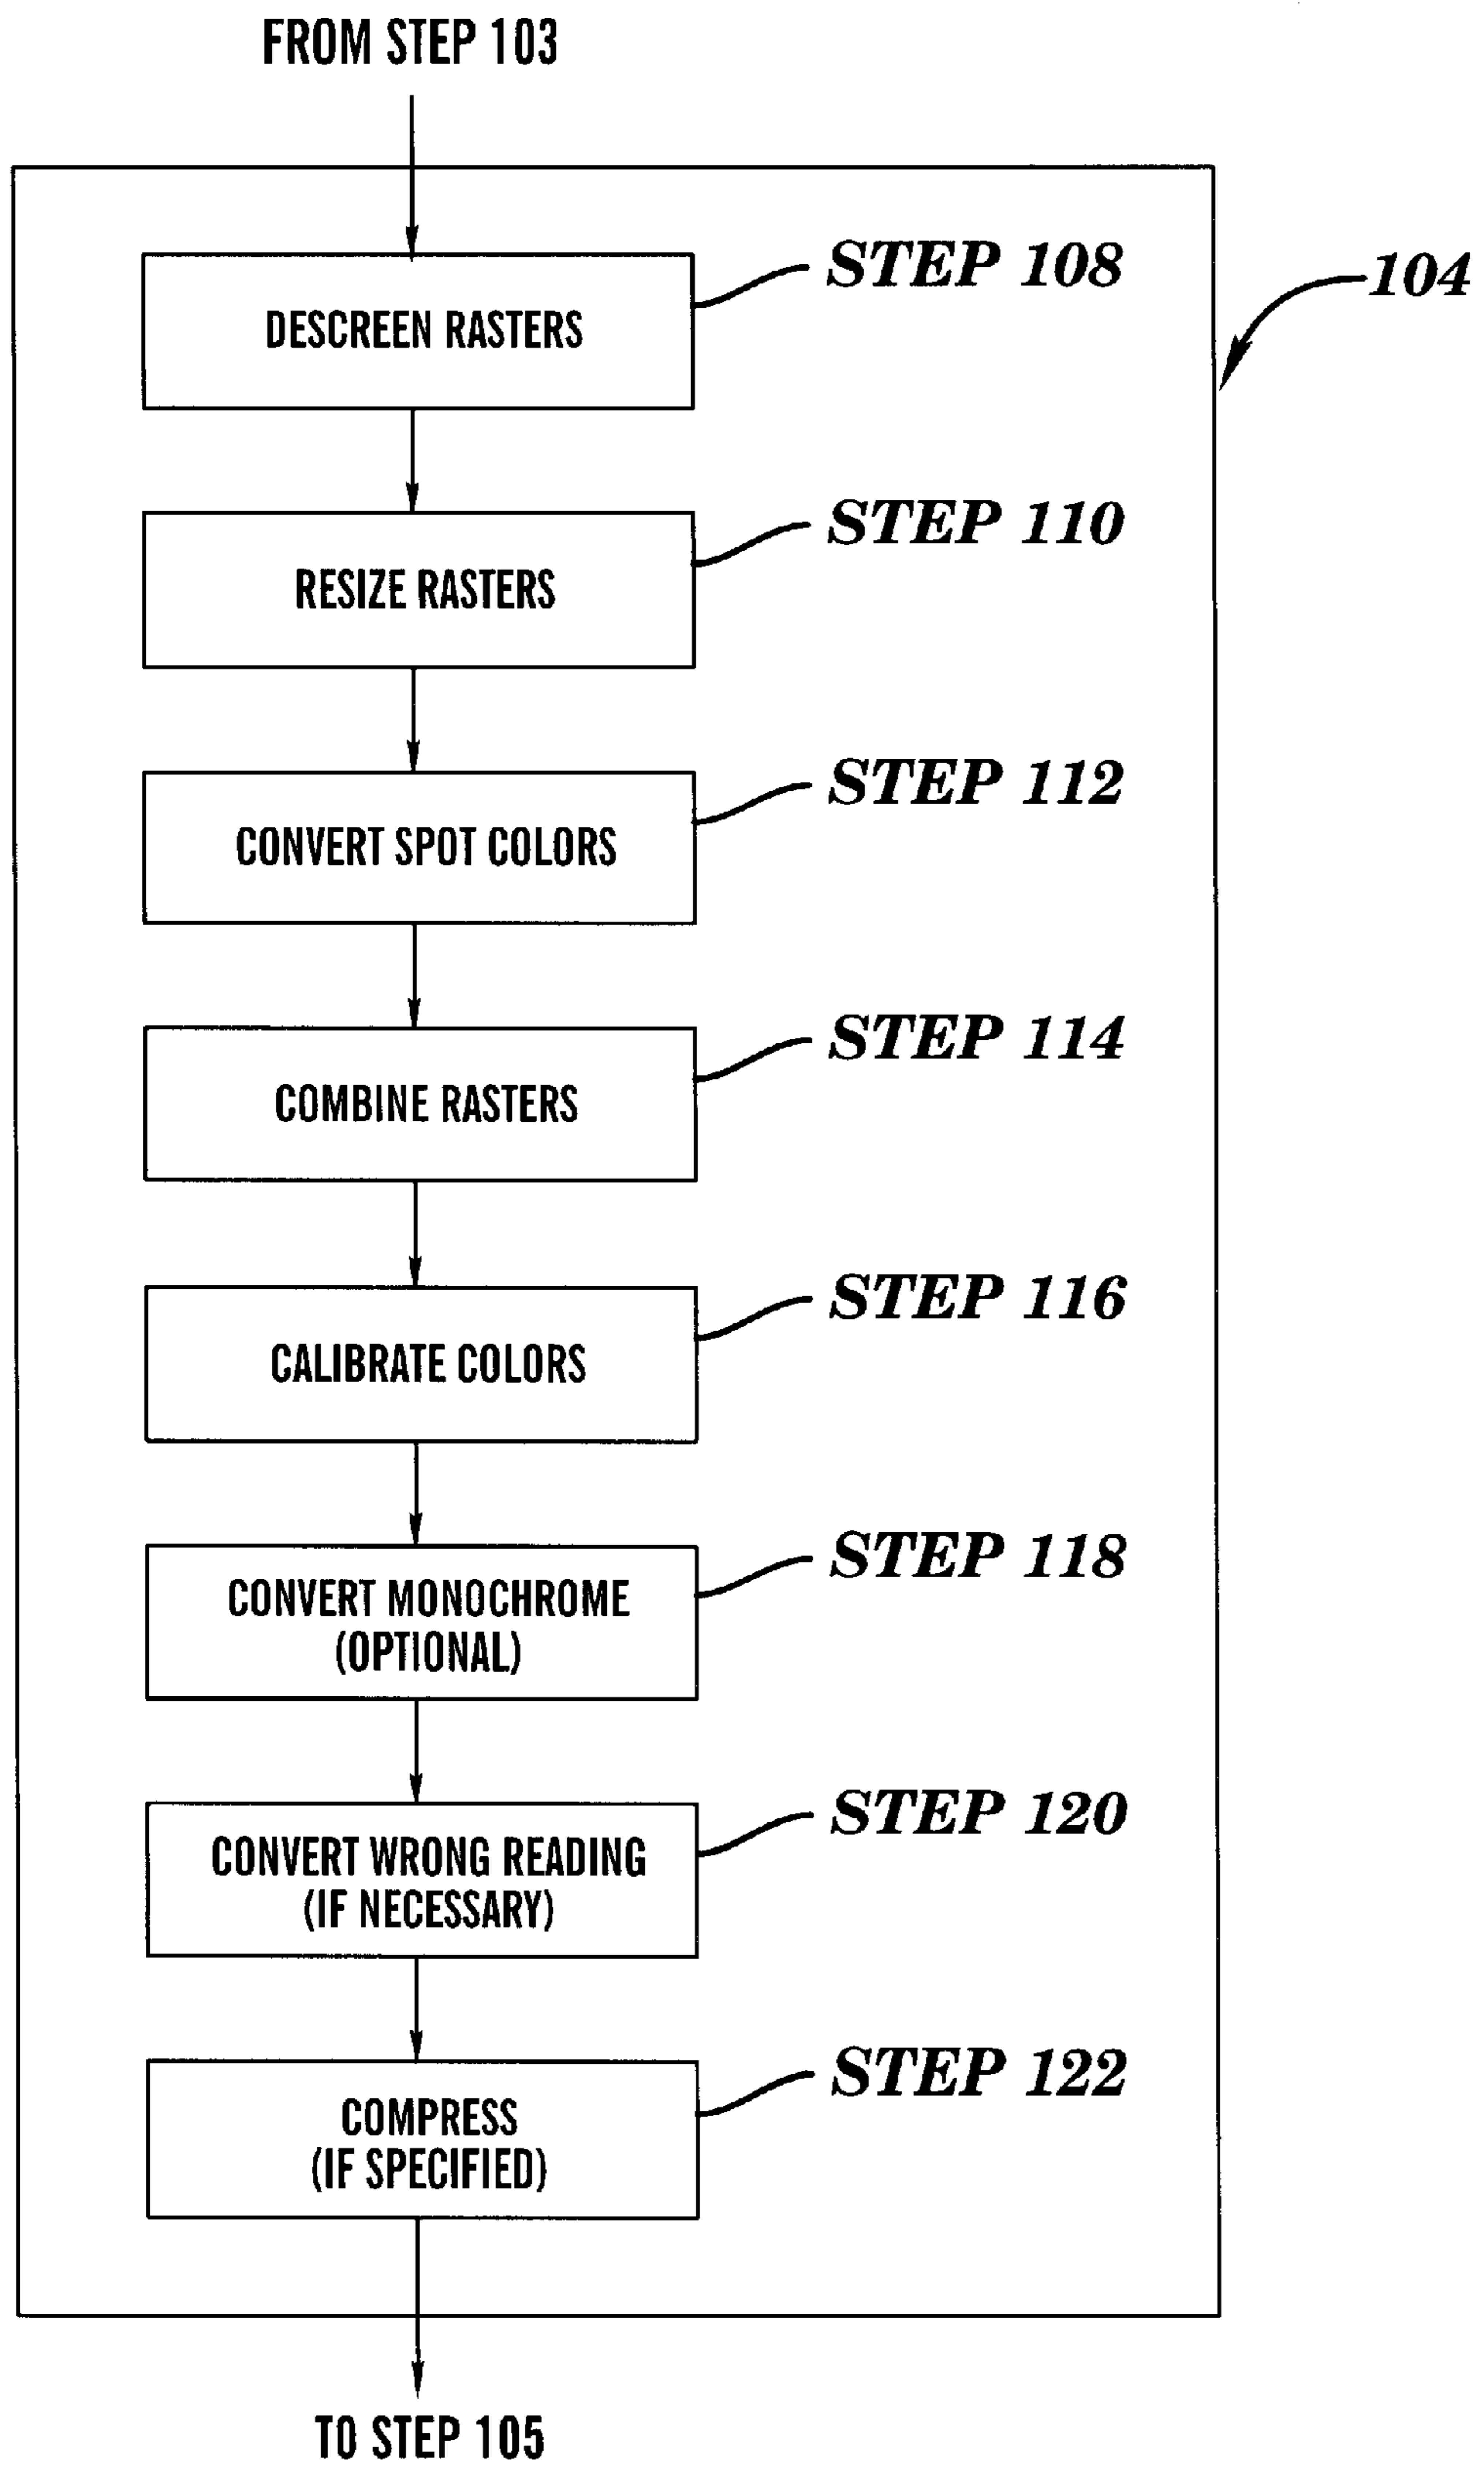 FROM STEP 103
DESCREEN RASTERS
STEP 108
104
RESIZE RASTERS
STEP 110
CONVERT SPOT COLORS
STEP 112
COMBINE RASTERS
STEP 114
CALIBRATE COLORS
STEP 116
CONVERT MONOCHROME
(OPTIONAL)
STEP 118
CONVERT WRONG READING
(IF NECESSARY)
STEP 120
COMPRESS
(IF SPECIFIED)
STEP 122
TO STEP 105